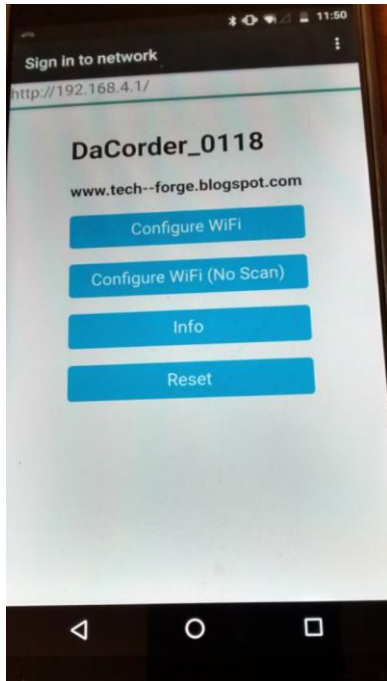 11:50
Sign in to network
http://192.168.4.1/
DaCorder_0118
www.tech--forge.blogspot.com
Configure WiFi
Configure WiFi (No Scan)
Info
Reset